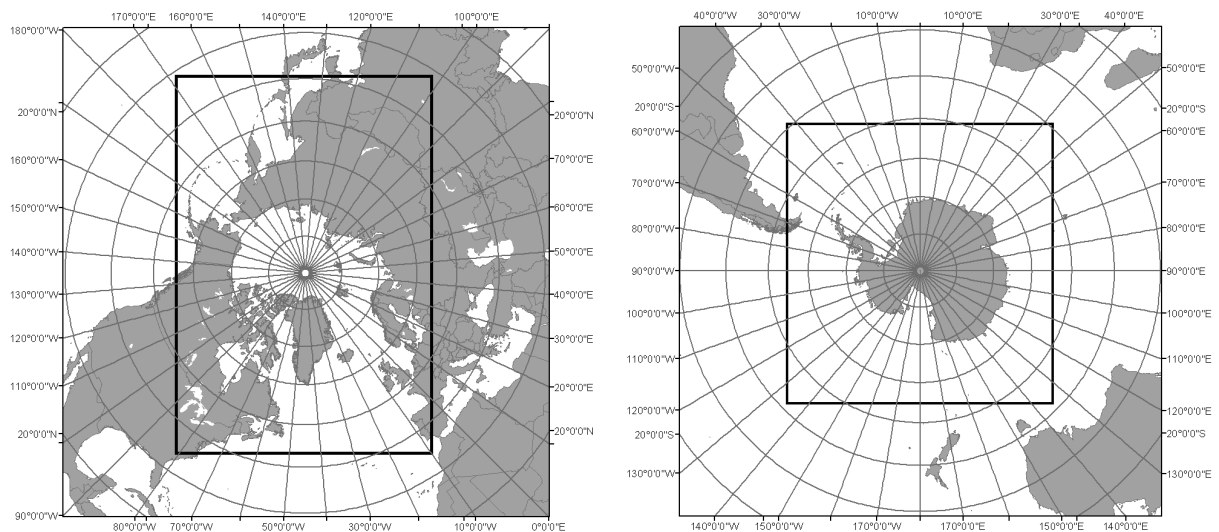 160°0'0"W 140°0'0"W 120°0'0"W 100°0'0"E
180°0'0"W
80°0'0"E
20°0'0"N
20°0'0"N
160°0'0"W
70°0'0"E
150°0'0"W
60°0'0"E
140°0'0"W
50°0'0"E
130°0'0"W
40°0'0"E
120°0'0"W
30°0'0"E
110°0'0"W
20°0'0"E
20°0'0"N
20°0'0"N
90°0'0"W
80°0'0"W 70°0'0"W 50°0'0"W 30°0'0"W 10°0'0"W 0°0'0"E
40°0'0"W 30°0'0"W 10°0'0"W 10°0'0"E 30°0'0"E 40°0'0"E
50°0'0"W
50°0'0"E
20°0'0"S
20°0'0"S
60°0'0"W
60°0'0"E
70°0'0"W
70°0'0"E
80°0'0"W
80°0'0"E
90°0'0"W
90°0'0"E
100°0'0"W
100°0'0"E
110°0'0"W
110°0'0"E
120°0'0"W
120°0'0"E
20°0'0"S
20°0'0"S
130°0'0"W
130°0'0"E
140°0'0"W 150°0'0"W 170°0'0"W 170°0'0"E 150°0'0"E 140°0'0"E